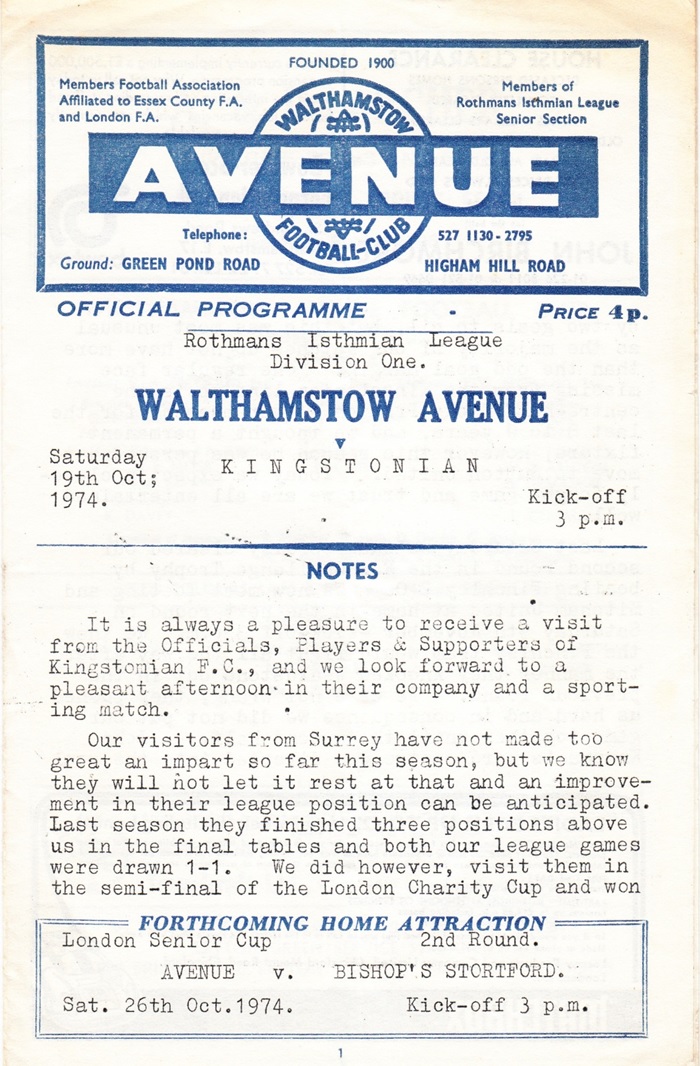 FOUNDED 1900
Members Football Association
Affiliated to Essex County F.A.
and London F.A.
Members of
Rothmans Isthmian League
Senior Section
WALTHAMSTOW
AVENUE
FOOTBALL-CLUB
Telephone:
527 1130 - 2795
Ground: GREEN POND ROAD
HIGHAM HILL ROAD
OFFICIAL PROGRAMME - PRICE 4p.
Rothmans Isthmian League
Division One.
WALTHAMSTOW AVENUE
v
Saturday
19th Oct;
1974.
KINGSTONIAN
Kick-off
3 p.m.
NOTES
It is always a pleasure to receive a visit
from the Officials, Players & Supporters of
Kingstonian F.C., and we look forward to a
pleasant afternoon in their company and a sport-
ing match.
Our visitors from Surrey have not made too
great an impart so far this season, but we know
they will not let it rest at that and an improve-
ment in their league position can be anticipated.
Last season they finished three positions above
us in the final tables and both our league games
were drawn 1-1. We did however, visit them in
the semi-final of the London Charity Cup and won
FORTHCOMING HOME ATTRACTION
London Senior Cup 2nd Round.
AVENUE v. BISHOP'S STORTFORD.
Sat. 26th Oct.1974. Kick-off 3 p.m.
1